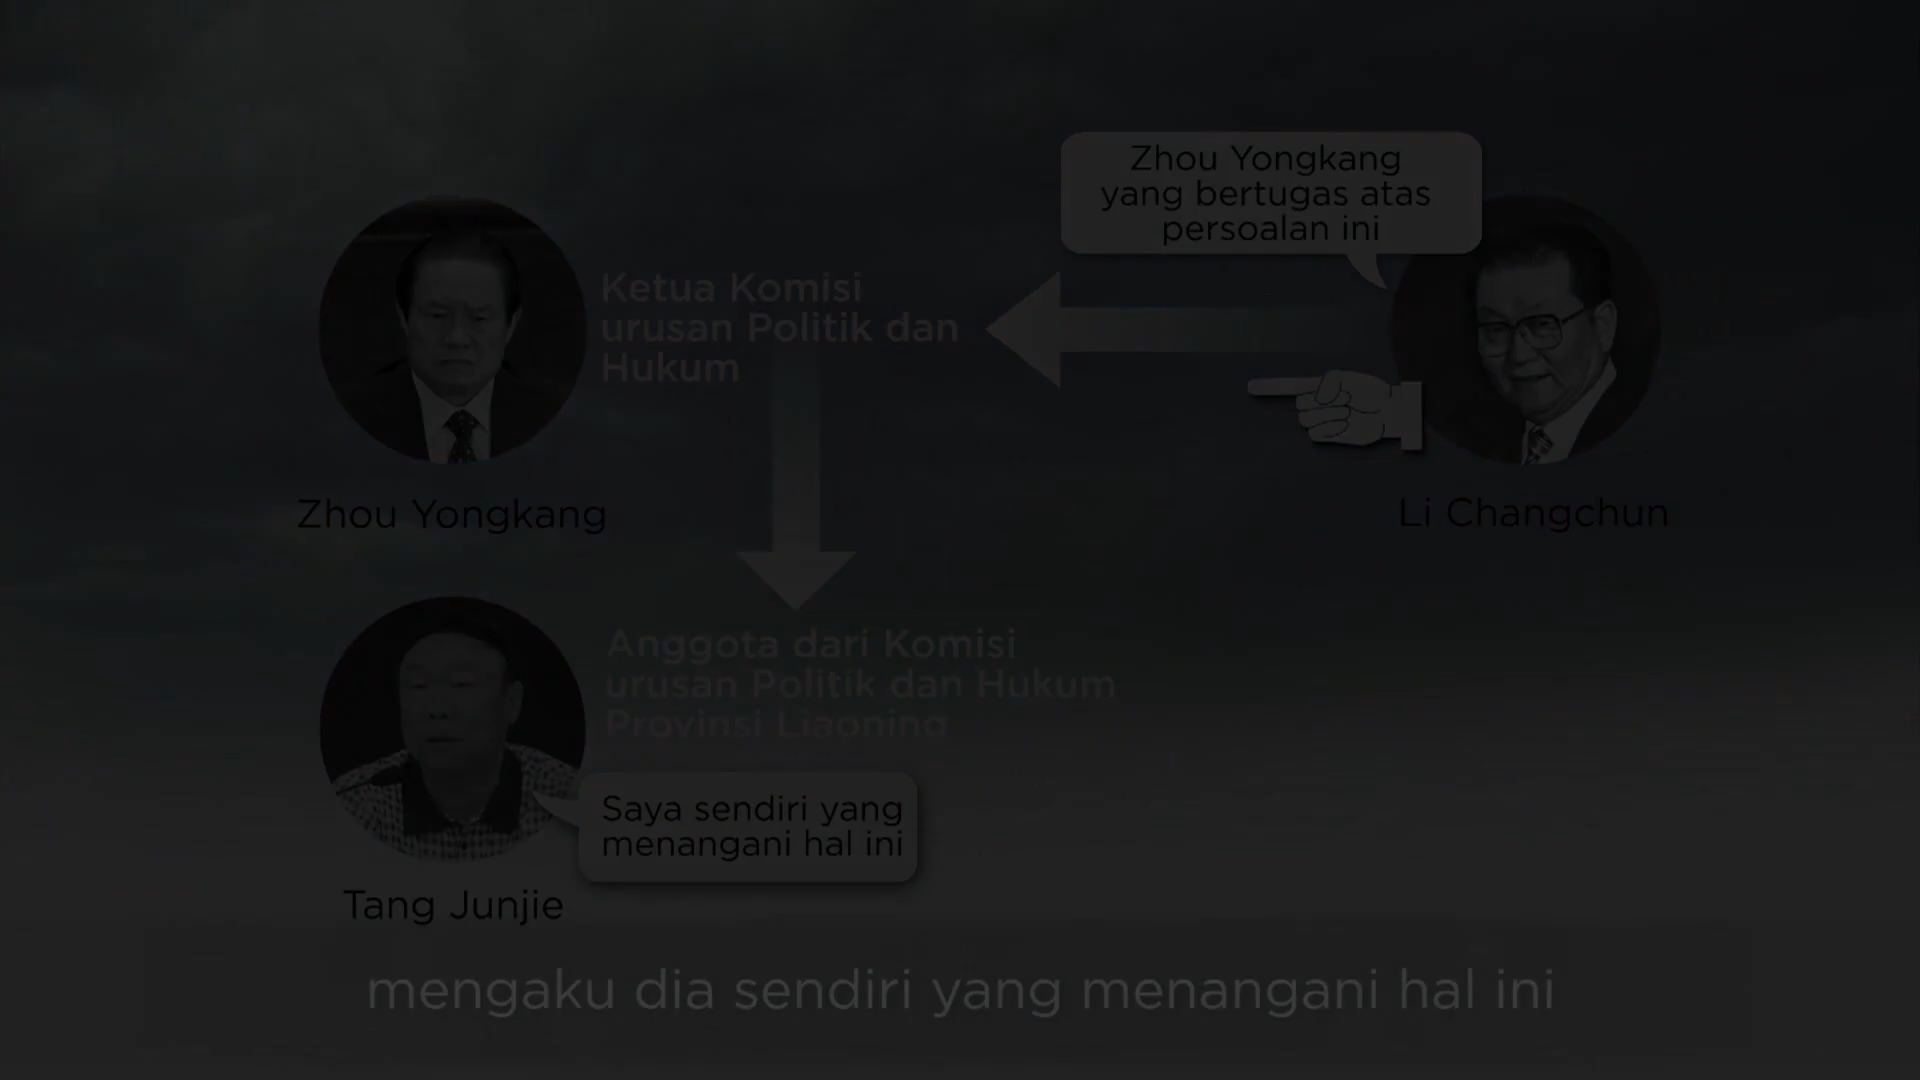 Zhou Yongkang
yang bertugas atas
persoalan ini
Ketua Komisi
urusan Politik dan
Hukum
Zhou Yongkang
Li Changchun
Anggota dari Komisi
urusan Politik dan Hukum
Provinsi Liaoning
Saya sendiri yang
menangani hal ini
Tang Junjie
mengaku dia sendiri yang menangani hal ini